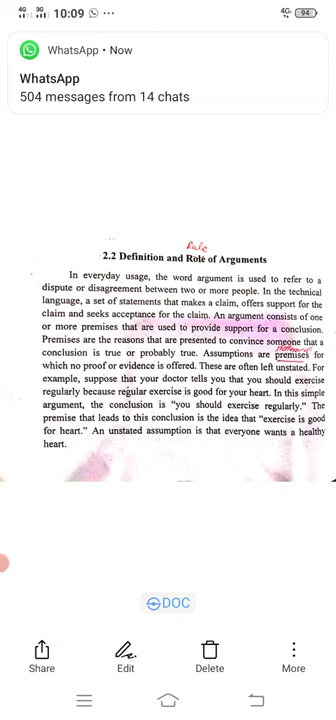 4G 3G 10:09 ... 4G 94
WhatsApp • Now
WhatsApp
504 messages from 14 chats
Rule
2.2 Definition and Role of Arguments
In everyday usage, the word argument is used to refer to a
dispute or disagreement between two or more people. In the technical
language, a set of statements that makes a claim, offers support for the
claim and seeks acceptance for the claim. An argument consists of one
or more premises that are used to provide support for a conclusion.
Premises are the reasons that are presented to convince someone that a
conclusion is true or probably true. Assumptions are premises for
which no proof or evidence is offered. These are often left unstated. For
example, suppose that your doctor tells you that you should exercise
regularly because regular exercise is good for your heart. In this simple
argument, the conclusion is "you should exercise regularly." The
premise that leads to this conclusion is the idea that "exercise is good
for heart." An unstated assumption is that everyone wants a healthy
heart.
DOC
Share Edit Delete More